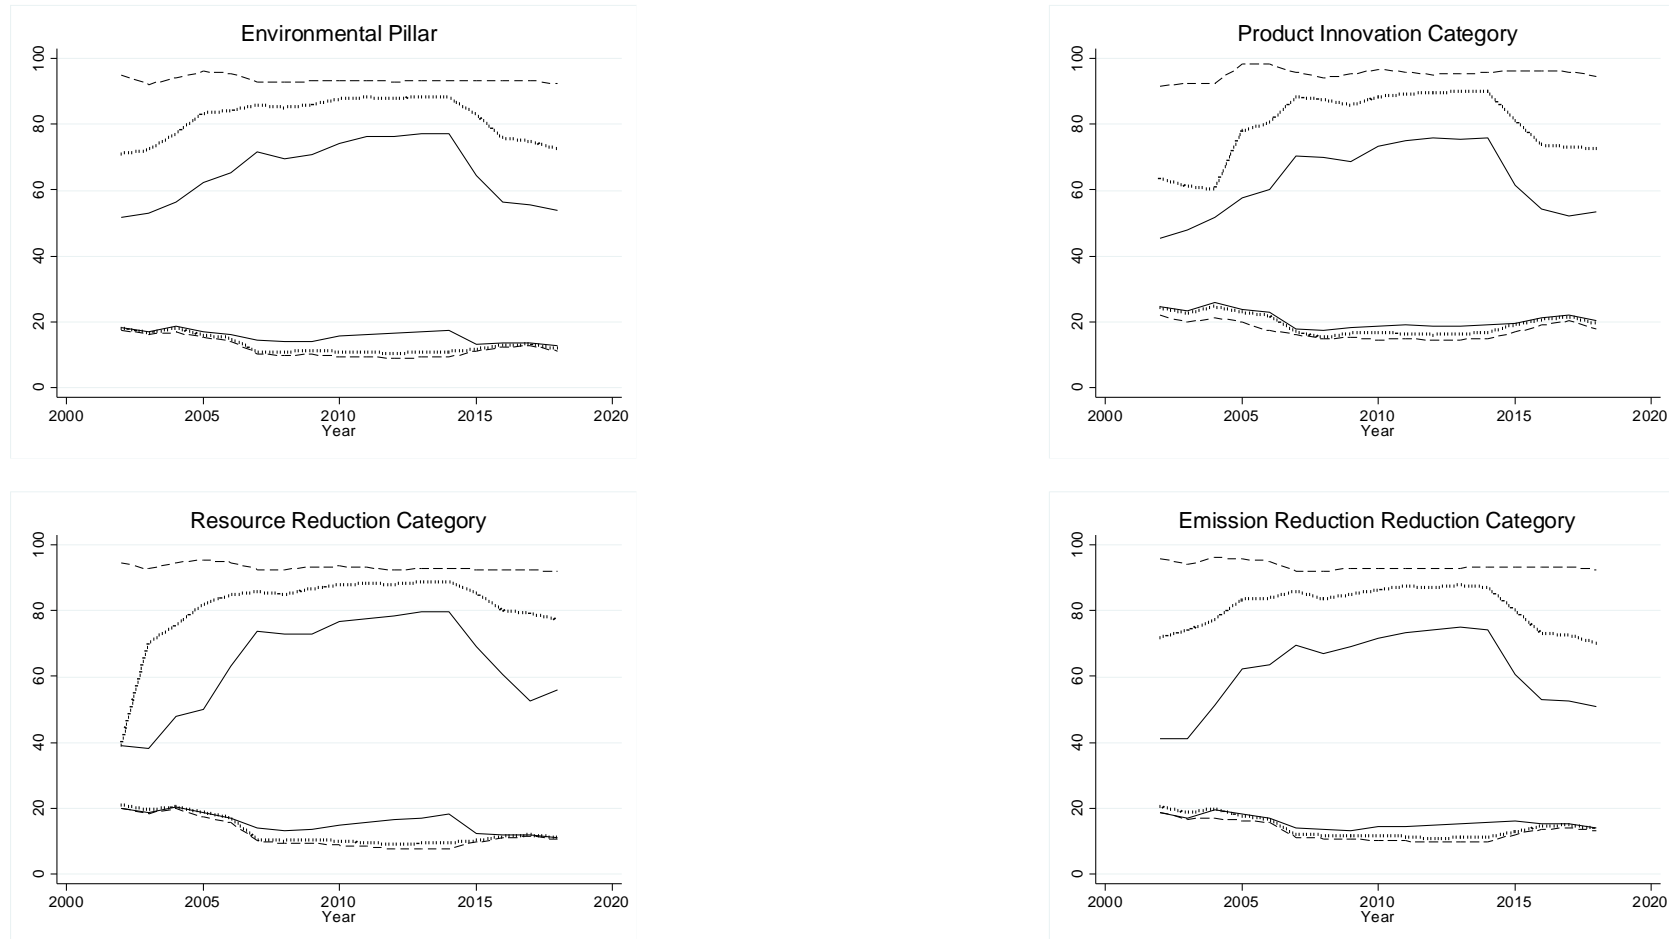 Environmental Pillar
100
80
60
40
20
0
2000 2005 2010 2015 2020
Year
Product Innovation Category
100
80
60
40
20
0
2000 2005 2010 2015 2020
Year
Resource Reduction Category
100
80
60
40
20
0
2000 2005 2010 2015 2020
Year
Emission Reduction Reduction Category
100
80
60
40
20
0
2000 2005 2010 2015 2020
Year